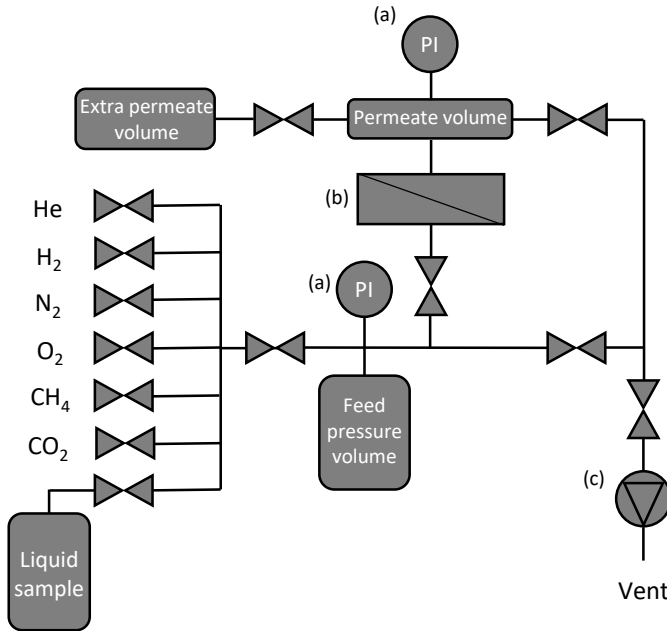 (a)
PI
Extra permeate
volume
Permeate volume
(b)
He
H₂
N₂
O₂
CH₄
CO₂
(a)
PI
Feed
pressure
volume
(c)
Liquid
sample
Vent